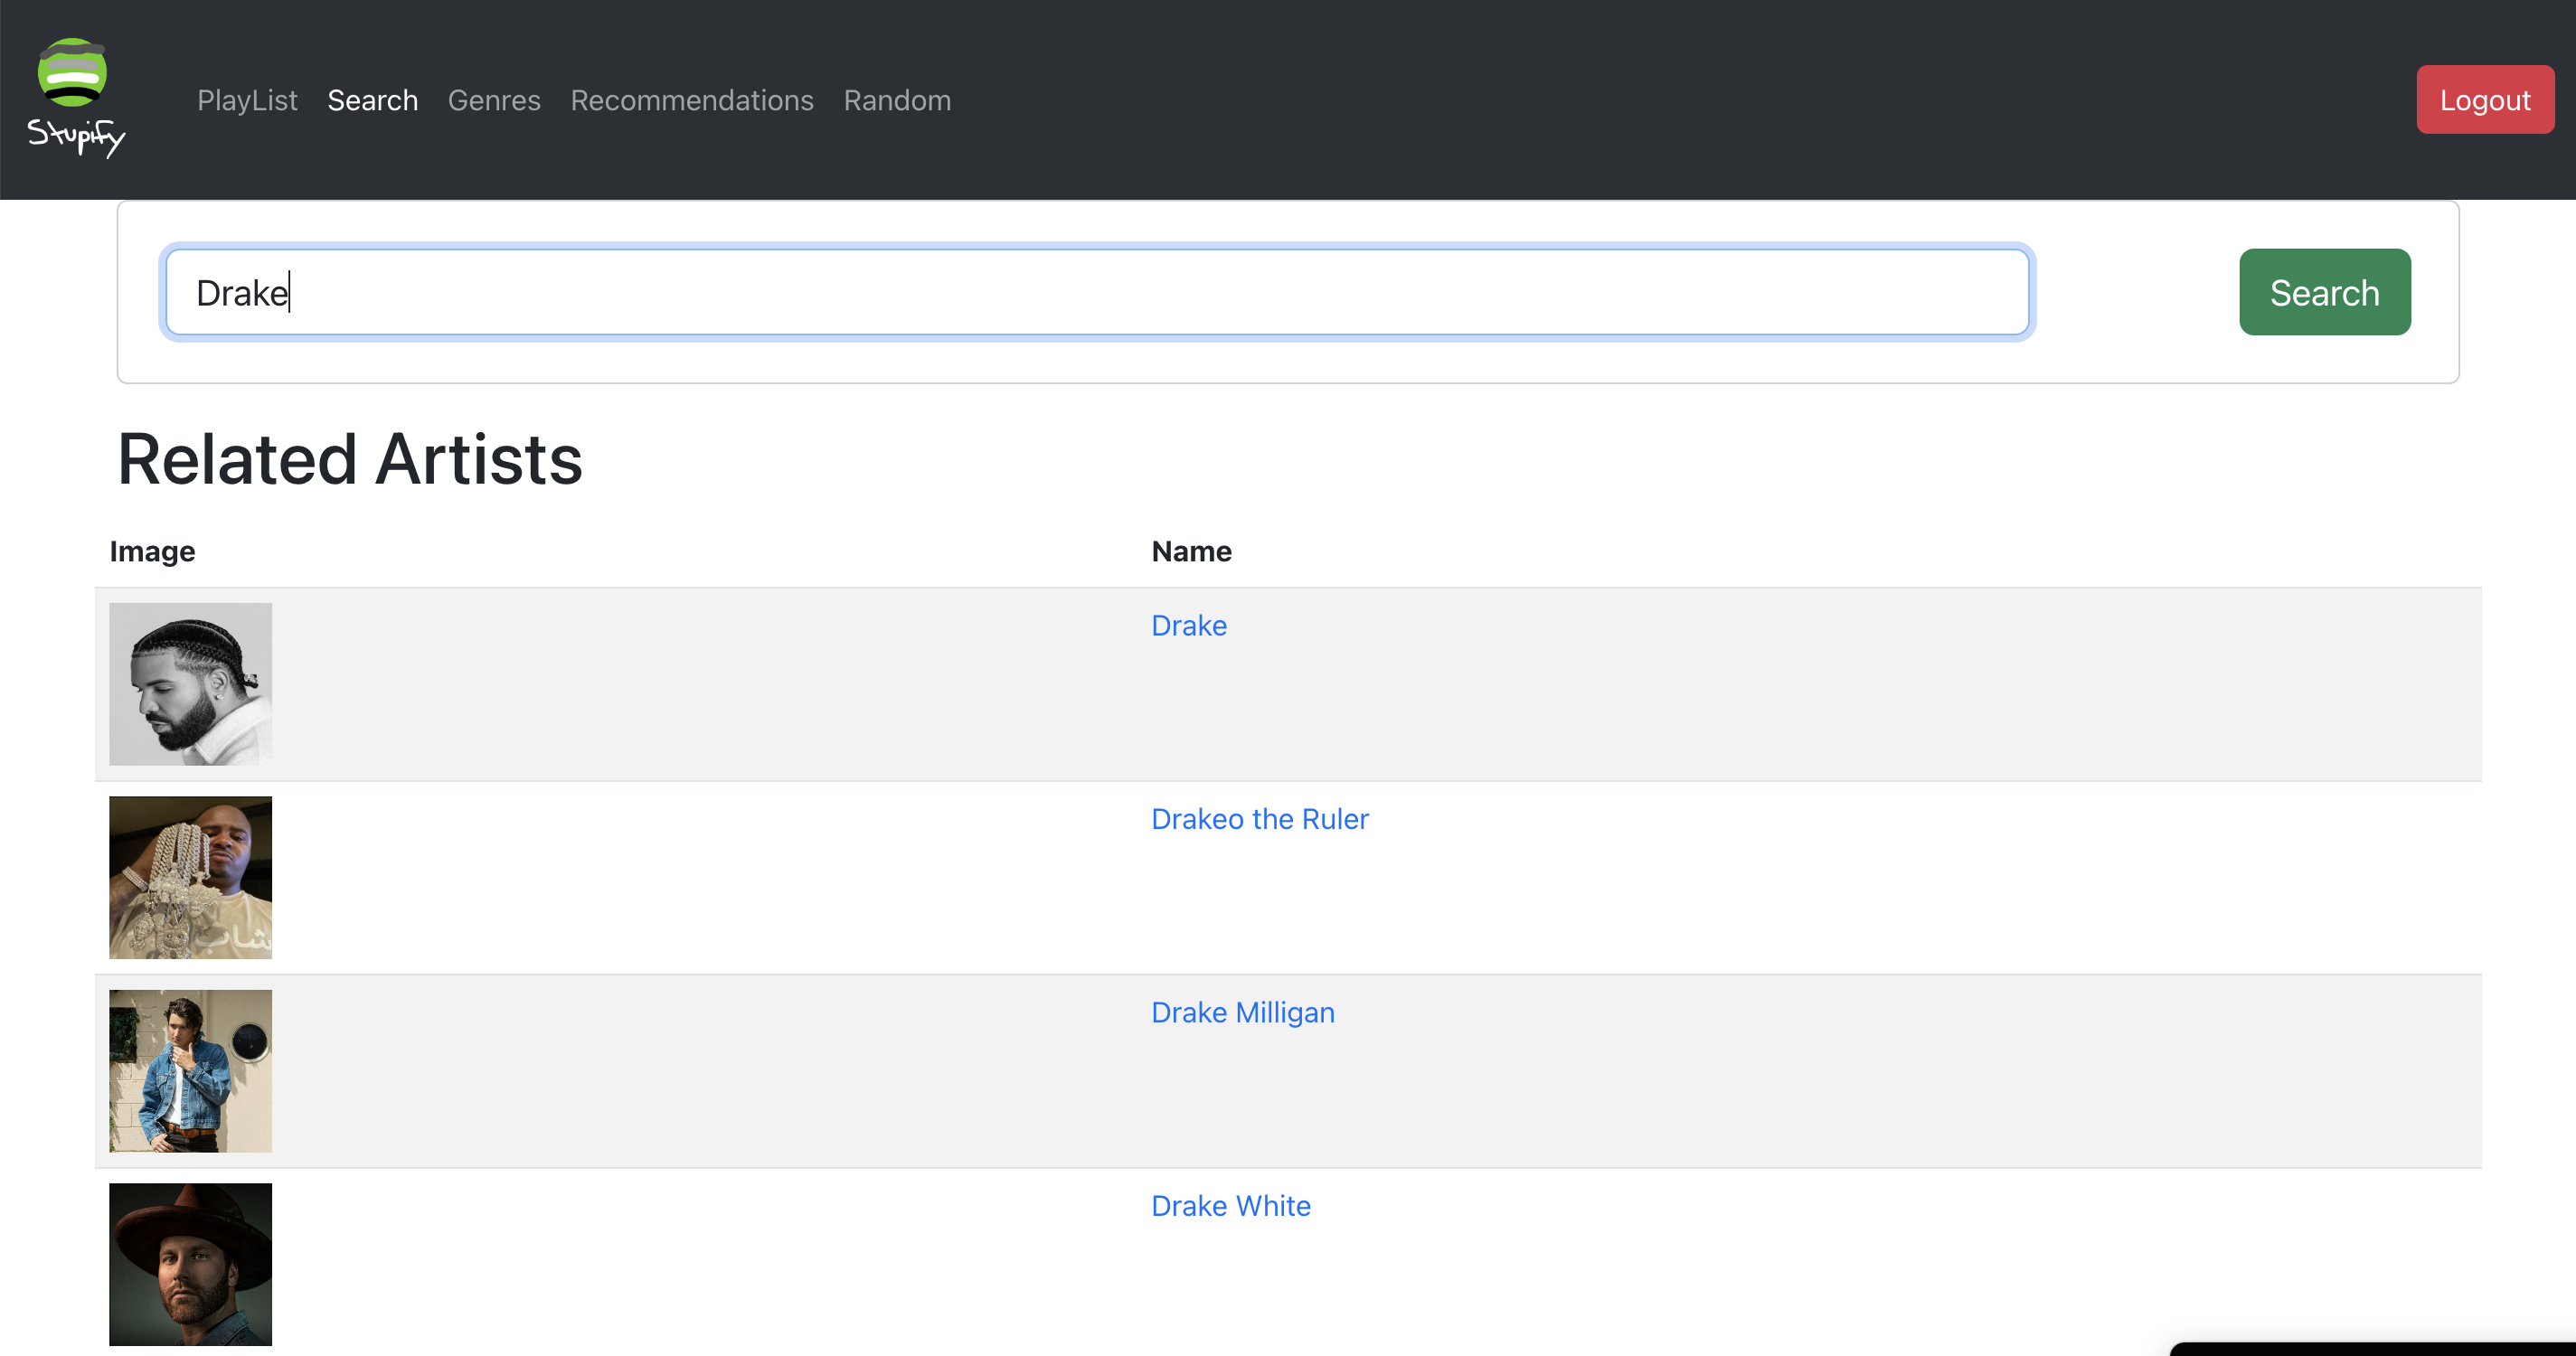 Stupify
PlayList Search Genres Recommendations Random
Logout
Drake
Search
Related Artists
Image Name
Drake
Drakeo the Ruler
شاب
Drake Milligan
Drake White